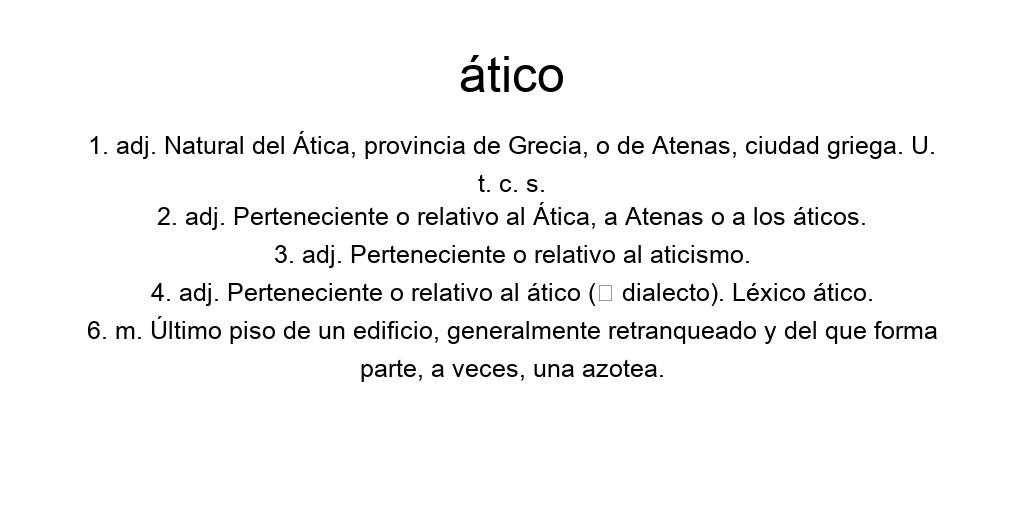 ático
1. adj. Natural del Ática, provincia de Grecia, o de Atenas, ciudad griega. U.
t. c. s.
2. adj. Perteneciente o relativo al Ática, a Atenas o a los áticos.
3. adj. Perteneciente o relativo al aticismo.
4. adj. Perteneciente o relativo al ático (▯ dialecto). Léxico ático.
6. m. Último piso de un edificio, generalmente retranqueado y del que forma
parte, a veces, una azotea.